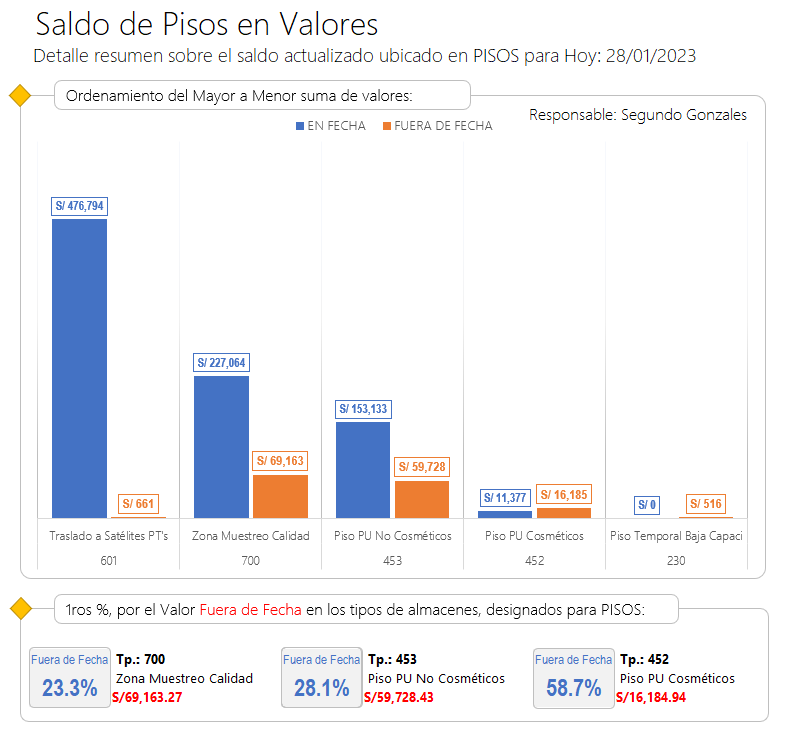 Saldo de Pisos en Valores
Detalle resumen sobre el saldo actualizado ubicado en PISOS para Hoy: 28/01/2023
Ordenamiento del Mayor a Menor suma de valores:
Responsable: Segundo Gonzales
EN FECHA FUERA DE FECHA
S/ 476,794
S/ 661
S/ 227,064
S/ 69,163
S/ 153,133
S/ 59,728
S/ 11,377
S/ 16,185
S/ 0
S/ 516
Traslado a Satélites PT's
Zona Muestreo Calidad
Piso PU No Cosméticos
Piso PU Cosméticos
Piso Temporal Baja Capaci
601
700
453
452
230
1ros %, por el Valor Fuera de Fecha en los tipos de almacenes, designados para PISOS:
Fuera de Fecha
23.3%
Tp.: 700
Zona Muestreo Calidad
S/69,163.27
Fuera de Fecha
28.1%
Tp.: 453
Piso PU No Cosméticos
S/59,728.43
Fuera de Fecha
58.7%
Tp.: 452
Piso PU Cosméticos
S/16,184.94